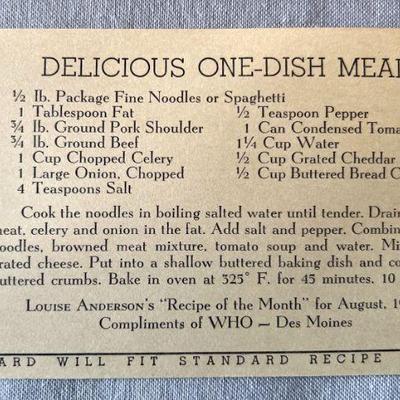 DELICIOUS ONE-DISH MEA
½ lb. Package Fine Noodles or Spaghetti
1 Tablespoon Fat
¾ lb. Ground Pork Shoulder
¾ lb. Ground Beef
1 Cup Chopped Celery
1 Large Onion, Chopped
4 Teaspoons Salt
½ Teaspoon Pepper
1 Can Condensed Toma
1¼ Cup Water
½ Cup Grated Cheddar
½ Cup Buttered Bread C
Cook the noodles in boiling salted water until tender. Drain
neat, celery and onion in the fat. Add salt and pepper. Combin
oodles, browned meat mixture, tomato soup and water. Mi
rated cheese. Put into a shallow buttered baking dish and co
uttered crumbs. Bake in oven at 325° F. for 45 minutes. 10
Louise Anderson's "Recipe of the Month" for August, 19
Compliments of WHO — Des Moines
ARD WILL FIT STANDARD RECIPE